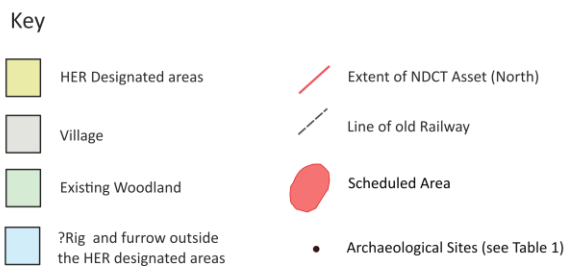 Key
HER Designated areas
Village
Existing Woodland
?Rig and furrow outside
the HER designated areas
Extent of NDCT Asset (North)
Line of old Railway
Scheduled Area
Archaeological Sites (see Table 1)